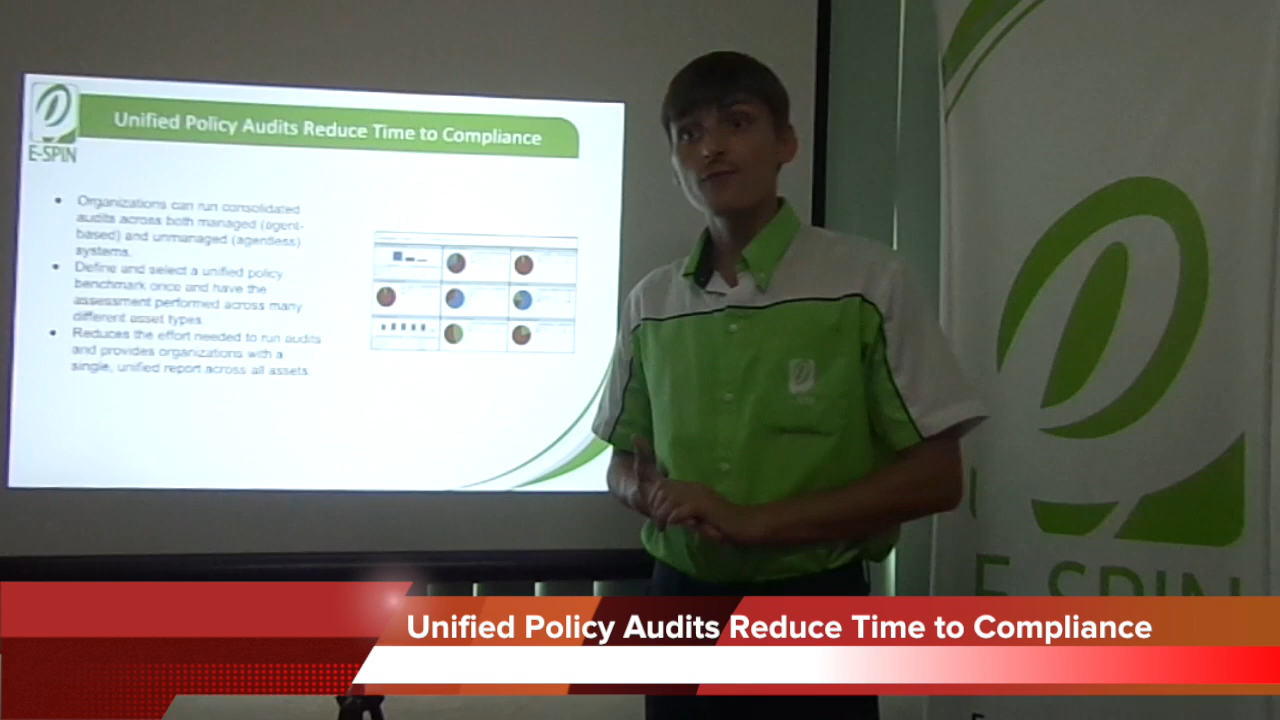 Unified Policy Audits Reduce Time to Compliance
E-SPIN
Organizations can run consolidated
audits across both managed (agent-
based) and unmanaged (agentless)
systems.
Define and select a unified policy
benchmark once and have the
assessment performed across many
different asset types
Reduces the effort needed to run audits
and provides organizations with a
single, unified report across all assets.
E-SPIN
Unified Policy Audits Reduce Time to Compliance